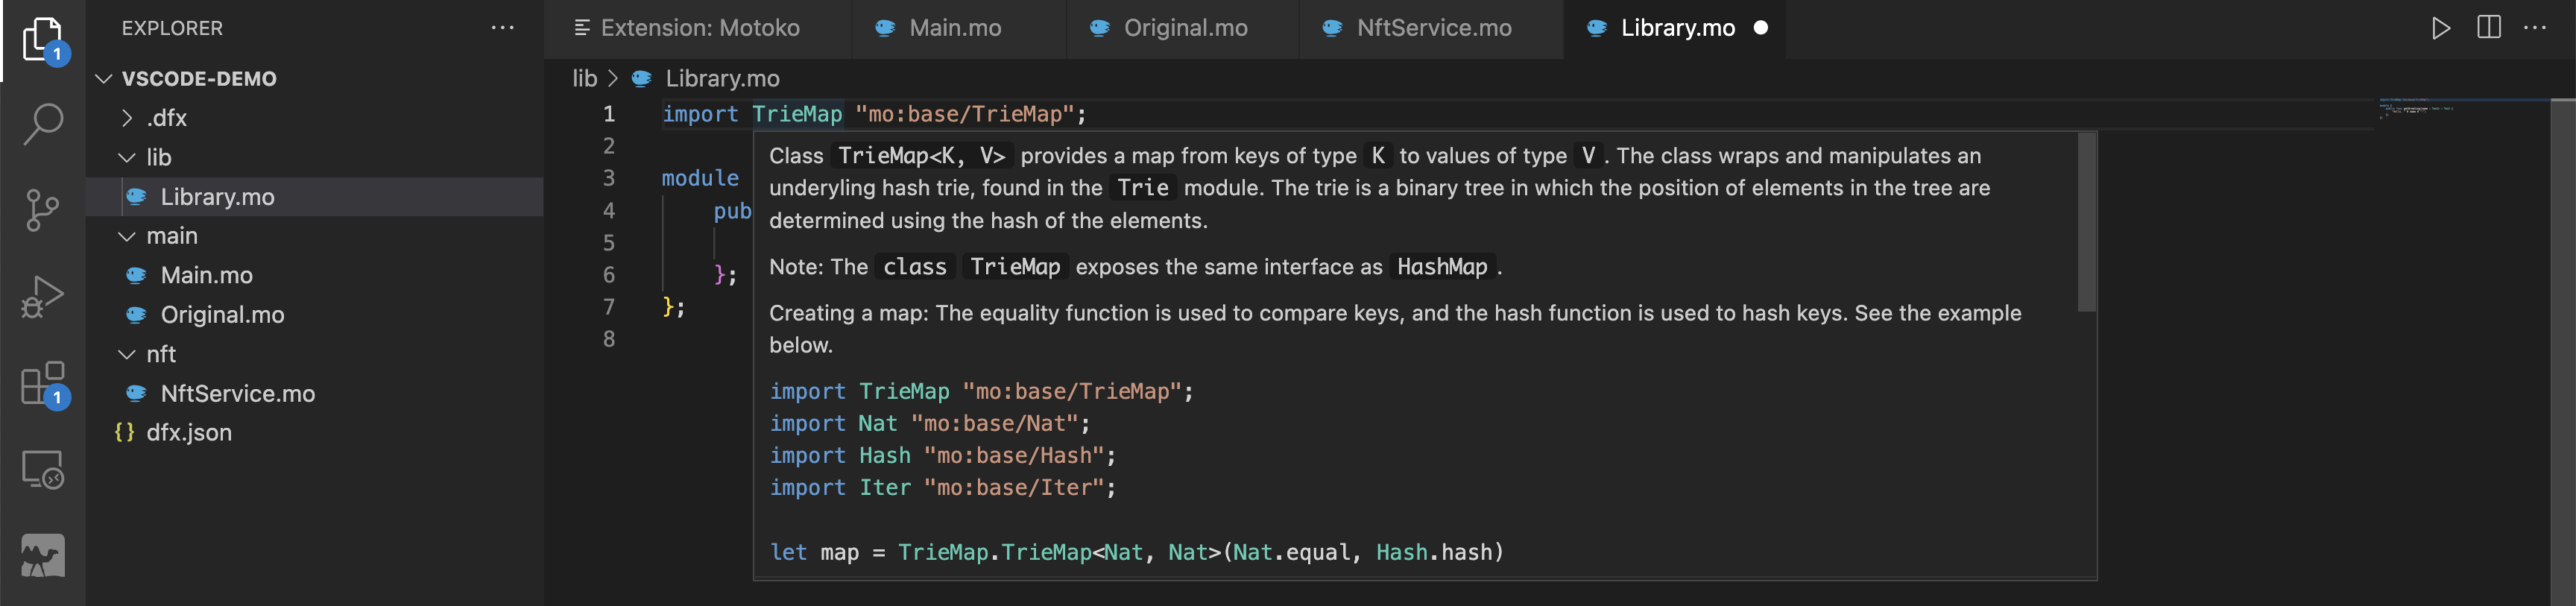 EXPLORER
VSCODE-DEMO
.dfx
lib
Library.mo
main
Main.mo
Original.mo
nft
NftService.mo
{} dfx.json
1
1
Extension: Motoko
Main.mo
Original.mo
NftService.mo
Library.mo
lib > Library.mo
1 import TrieMap "mo:base/TrieMap";
2
3 module
4 pub
5
6 };
7 };
8
Class TrieMap<K, V> provides a map from keys of type K to values of type V. The class wraps and manipulates an
underyling hash trie, found in the Trie module. The trie is a binary tree in which the position of elements in the tree are
determined using the hash of the elements.
Note: The class TrieMap exposes the same interface as HashMap.
Creating a map: The equality function is used to compare keys, and the hash function is used to hash keys. See the example
below.
import TrieMap "mo:base/TrieMap";
import Nat "mo:base/Nat";
import Hash "mo:base/Hash";
import Iter "mo:base/Iter";
let map = TrieMap.TrieMap<Nat, Nat>(Nat.equal, Hash.hash)